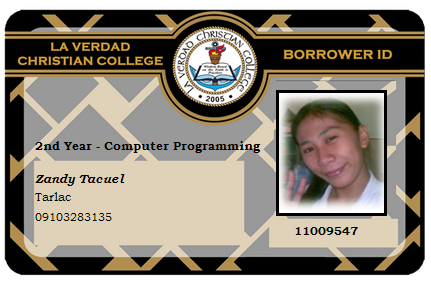 LA VERDAD
CHRISTIAN COLLEGE
LA VERDAD CHRISTIAN COLLEGE
2005
BORROWER ID
2nd Year - Computer Programming
Zandy Tacuel
Tarlac
09103283135
11009547